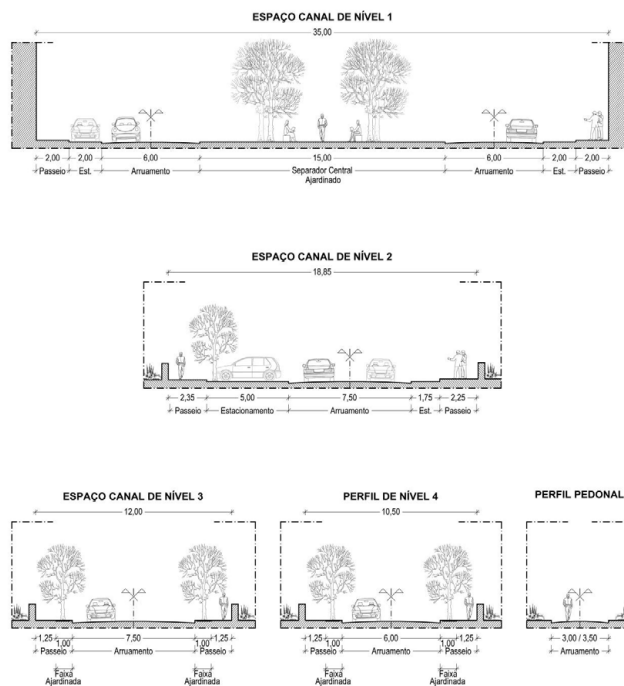 ESPAÇO CANAL DE NÍVEL 1
35,00
2,00 2,00 6,00 15,00 6,00 2,00 2,00
Passeio Est. Arruamento Separador Central Arruamento Est. Passeio
Ajardinado
ESPAÇO CANAL DE NÍVEL 2
18,85
2,35 5,00 7,50 1,75 2,25
Passeio Estacionamento Arruamento Est. Passeio
ESPAÇO CANAL DE NÍVEL 3
12,00
1,25 1,00 7,50 1,00 1,25
Passeio Arruamento Passeio
Faixa Faixa
Ajardinada Ajardinada
PERFIL DE NÍVEL 4
10,50
1,25 1,00 6,00 1,00 1,25
Passeio Arruamento Passeio
Faixa Faixa
Ajardinada Ajardinada
PERFIL PEDONAL
3,00 / 3,50
Arruamento